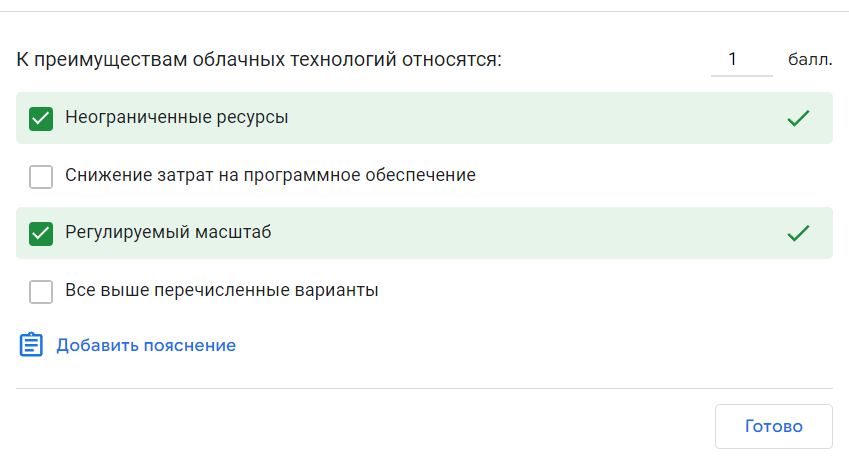 К преимуществам облачных технологий относятся: 1 балл.
Неограниченные ресурсы
Снижение затрат на программное обеспечение
Регулируемый масштаб
Все выше перечисленные варианты
Добавить пояснение
Готово